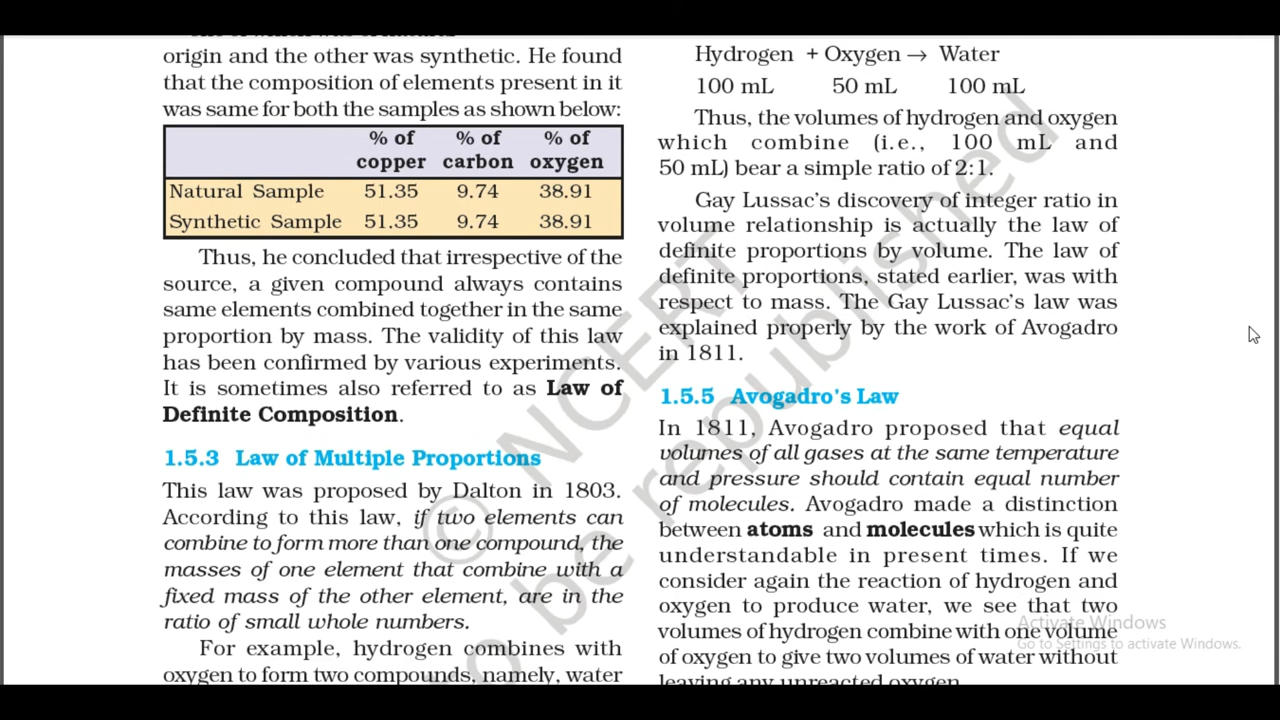 origin and the other was synthetic. He found
that the composition of elements present in it
was same for both the samples as shown below:
% of % of % of
copper carbon oxygen
Natural Sample 51.35 9.74 38.91
Synthetic Sample 51.35 9.74 38.91
Thus, he concluded that irrespective of the
source, a given compound always contains
same elements combined together in the same
proportion by mass. The validity of this law
has been confirmed by various experiments.
It is sometimes also referred to as Law of
Definite Composition.
1.5.3 Law of Multiple Proportions
This law was proposed by Dalton in 1803.
According to this law, if two elements can
combine to form more than one compound, the
masses of one element that combine with a
fixed mass of the other element, are in the
ratio of small whole numbers.
For example, hydrogen combines with
oxygen to form two compounds, namely, water
Hydrogen + Oxygen → Water
100 mL 50 mL 100 mL
Thus, the volumes of hydrogen and oxygen
which combine (i.e., 100 mL and
50 mL) bear a simple ratio of 2:1.
Gay Lussac's discovery of integer ratio in
volume relationship is actually the law of
definite proportions by volume. The law of
definite proportions, stated earlier, was with
respect to mass. The Gay Lussac's law was
explained properly by the work of Avogadro
in 1811.
1.5.5 Avogadro's Law
In 1811, Avogadro proposed that equal
volumes of all gases at the same temperature
and pressure should contain equal number
of molecules. Avogadro made a distinction
between atoms and molecules which is quite
understandable in present times. If we
consider again the reaction of hydrogen and
oxygen to produce water, we see that two
volumes of hydrogen combine with one volume
of oxygen to give two volumes of water without
leaving any unreacted oxygen.
© NCERT
o be republished
Activate Windows
Go to Settings to activate Windows.